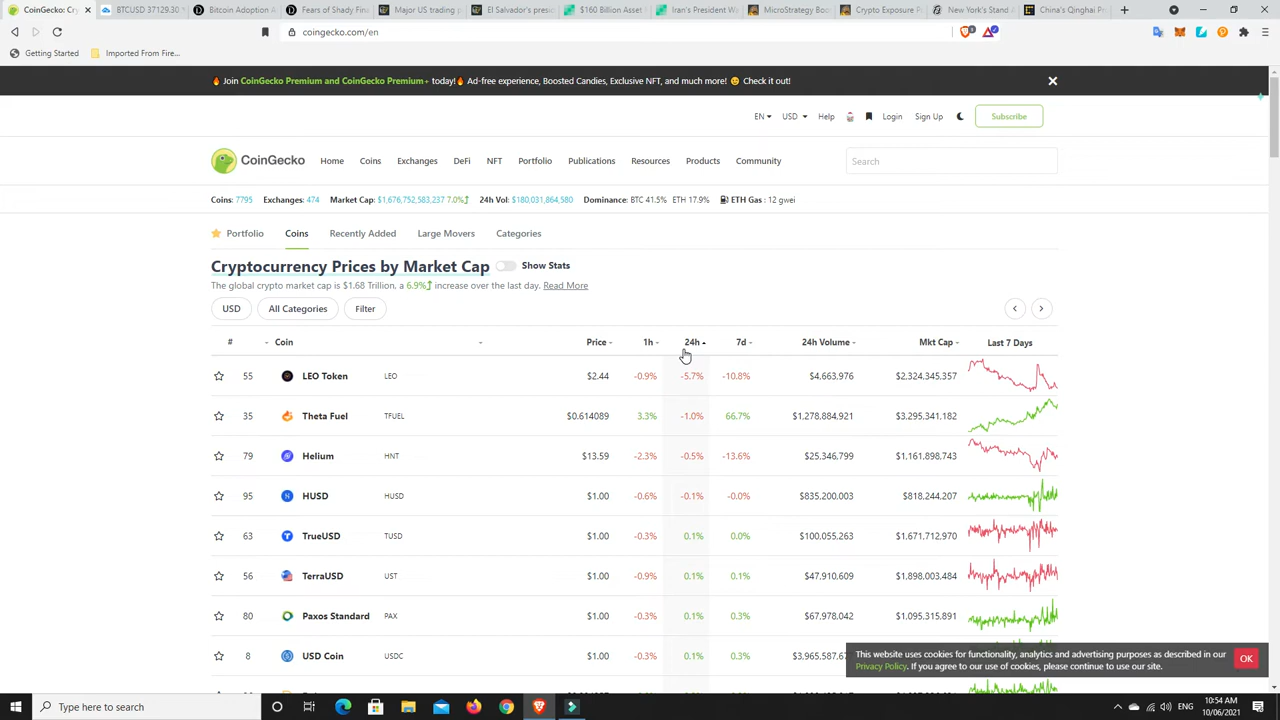 CoinGecko: Cry
BTCUSD 37129.30
Bitcoin Adoption A
Fears of Shady Fina
Major US trading p
El Salvador's presi
$160 Billion Asset
Iran's President W
MicroStrategy Boo
Crypto Exposure P
New York's Stand A
China's Qinghai Pr
coingecko.com/en
Getting Started
Imported From Fire...
🔥 Join CoinGecko Premium and CoinGecko Premium+ today!🔥 Ad-free experience, Boosted Candies, Exclusive NFT, and much more! 😉 Check it out!
EN USD Help Login Sign Up Subscribe
CoinGecko Home Coins Exchanges DeFi NFT Portfolio Publications Resources Products Community Search
Coins: 7795 Exchanges: 474 Market Cap: $1,676,752,583,237 7.0% 24h Vol: $180,031,864,580 Dominance: BTC 41.5% ETH 17.9% ETH Gas: 12 gwei
Portfolio Coins Recently Added Large Movers Categories
Cryptocurrency Prices by Market Cap Show Stats
The global crypto market cap is $1.68 Trillion, a 6.9% increase over the last day. Read More
USD All Categories Filter
# Coin Price 1h 24h 7d 24h Volume Mkt Cap Last 7 Days
55 LEO Token LEO $2.44 -0.9% -5.7% -10.8% $4,663,976 $2,324,345,357
35 Theta Fuel TFUEL $0.614089 3.3% -1.0% 66.7% $1,278,884,921 $3,295,341,182
79 Helium HNT $13.59 -2.3% -0.5% -13.6% $25,346,799 $1,161,898,743
95 HUSD HUSD $1.00 -0.6% -0.1% -0.0% $835,200,003 $818,244,207
63 TrueUSD TUSD $1.00 -0.3% 0.1% 0.0% $100,055,263 $1,671,712,970
56 TerraUSD UST $1.00 -0.9% 0.1% 0.1% $47,910,609 $1,898,003,484
80 Paxos Standard PAX $1.00 -0.3% 0.1% 0.3% $67,978,042 $1,095,315,891
8 USD Coin USDC $1.00 -0.3% 0.1% 0.3% $3,965,587,6
This website uses cookies for functionality, analytics and advertising purposes as described in our
Privacy Policy. If you agree to our use of cookies, please continue to use our site.
OK
Type here to search
ENG
10:54 AM
10/06/2021